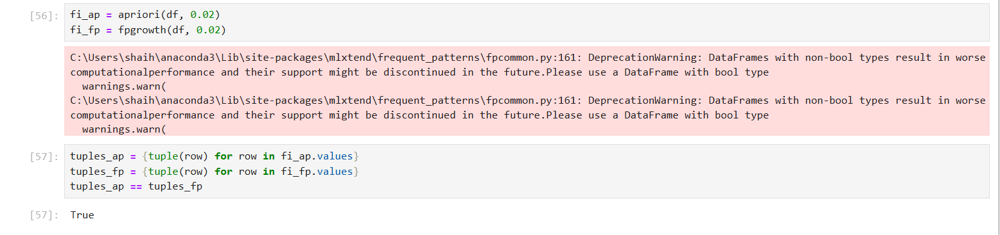 [56]: fi_ap = apriori(df, 0.02)
fi_fp = fpgrowth(df, 0.02)
C:\Users\shaih\anaconda3\Lib\site-packages\mlxtend\frequent_patterns\fpcommon.py:161: DeprecationWarning: DataFrames with non-bool types result in worse
computationalperformance and their support might be discontinued in the future.Please use a DataFrame with bool type
  warnings.warn(
C:\Users\shaih\anaconda3\Lib\site-packages\mlxtend\frequent_patterns\fpcommon.py:161: DeprecationWarning: DataFrames with non-bool types result in worse
computationalperformance and their support might be discontinued in the future.Please use a DataFrame with bool type
  warnings.warn(
[57]: tuples_ap = {tuple(row) for row in fi_ap.values}
tuples_fp = {tuple(row) for row in fi_fp.values}
tuples_ap == tuples_fp
[57]: True